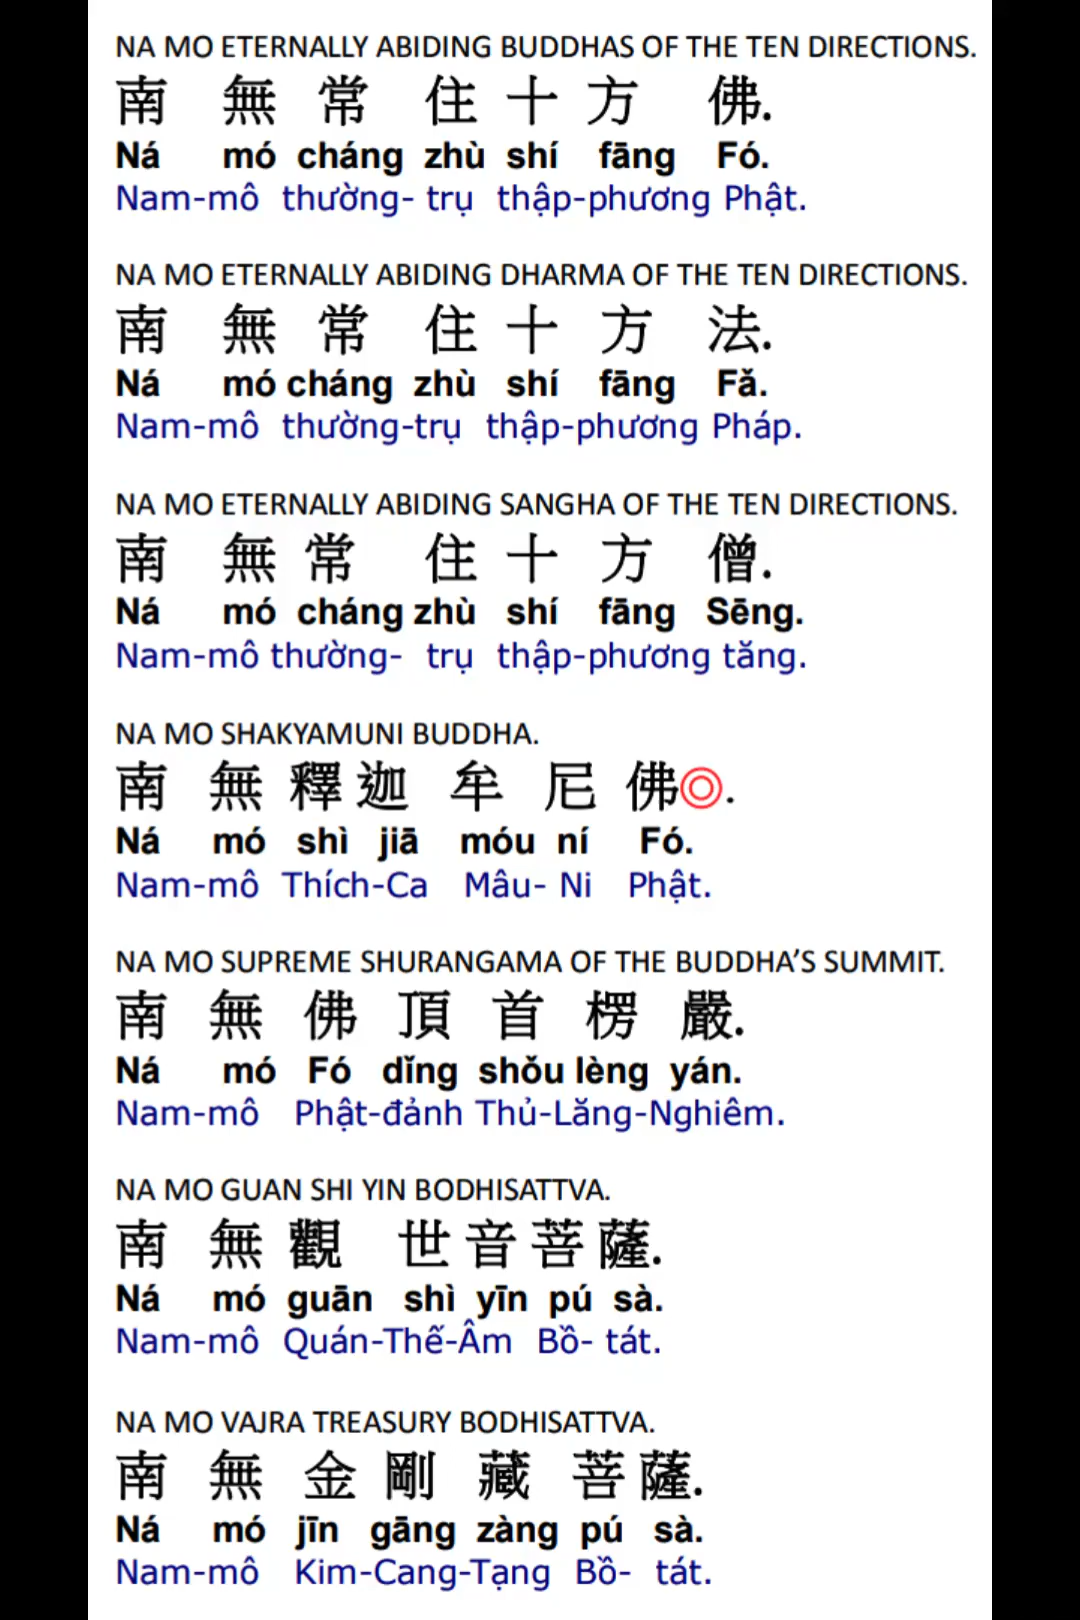 NA MO ETERNALLY ABIDING BUDDHAS OF THE TEN DIRECTIONS.
南 無 常 住 十 方 佛.
Ná mó cháng zhù shí fāng Fó.
Nam-mô thường- trụ thập-phương Phật.
NA MO ETERNALLY ABIDING DHARMA OF THE TEN DIRECTIONS.
南 無 常 住 十 方 法.
Ná mó cháng zhù shí fāng Fǎ.
Nam-mô thường-trụ thập-phương Pháp.
NA MO ETERNALLY ABIDING SANGHA OF THE TEN DIRECTIONS.
南 無 常 住 十 方 僧.
Ná mó cháng zhù shí fāng Sēng.
Nam-mô thường- trụ thập-phương tăng.
NA MO SHAKYAMUNI BUDDHA.
南 無 釋 迦 牟 尼 佛◎.
Ná mó shì jiā móu ní Fó.
Nam-mô Thích-Ca Mâu- Ni Phật.
NA MO SUPREME SHURANGAMA OF THE BUDDHA’S SUMMIT.
南 無 佛 頂 首 楞 嚴.
Ná mó Fó dǐng shǒu lèng yán.
Nam-mô Phật-đảnh Thủ-Lăng-Nghiêm.
NA MO GUAN SHI YIN BODHISATTVA.
南 無 觀 世 音 菩 薩.
Ná mó guān shì yīn pú sà.
Nam-mô Quán-Thế-Âm Bồ- tát.
NA MO VAJRA TREASURY BODHISATTVA.
南 無 金 剛 藏 菩 薩.
Ná mó jīn gāng zàng pú sà.
Nam-mô Kim-Cang-Tạng Bồ- tát.